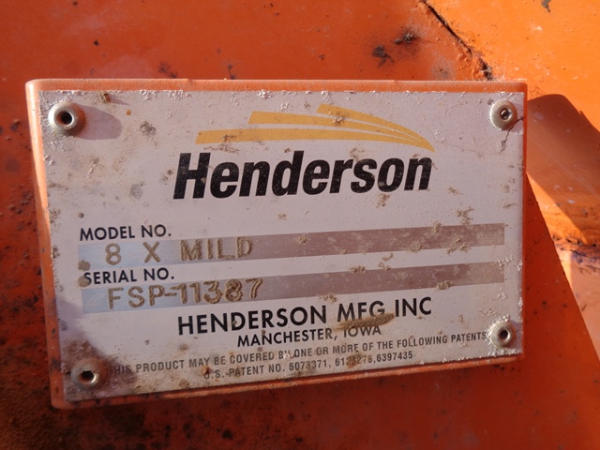 Henderson
MODEL NO.
8 X MILD
SERIAL NO.
FSP-11387
HENDERSON MFG INC
MANCHESTER, IOWA
THIS PRODUCT MAY BE COVERED BY ONE OR MORE OF THE FOLLOWING PATENTS
U.S. PATENT NO. 6397435